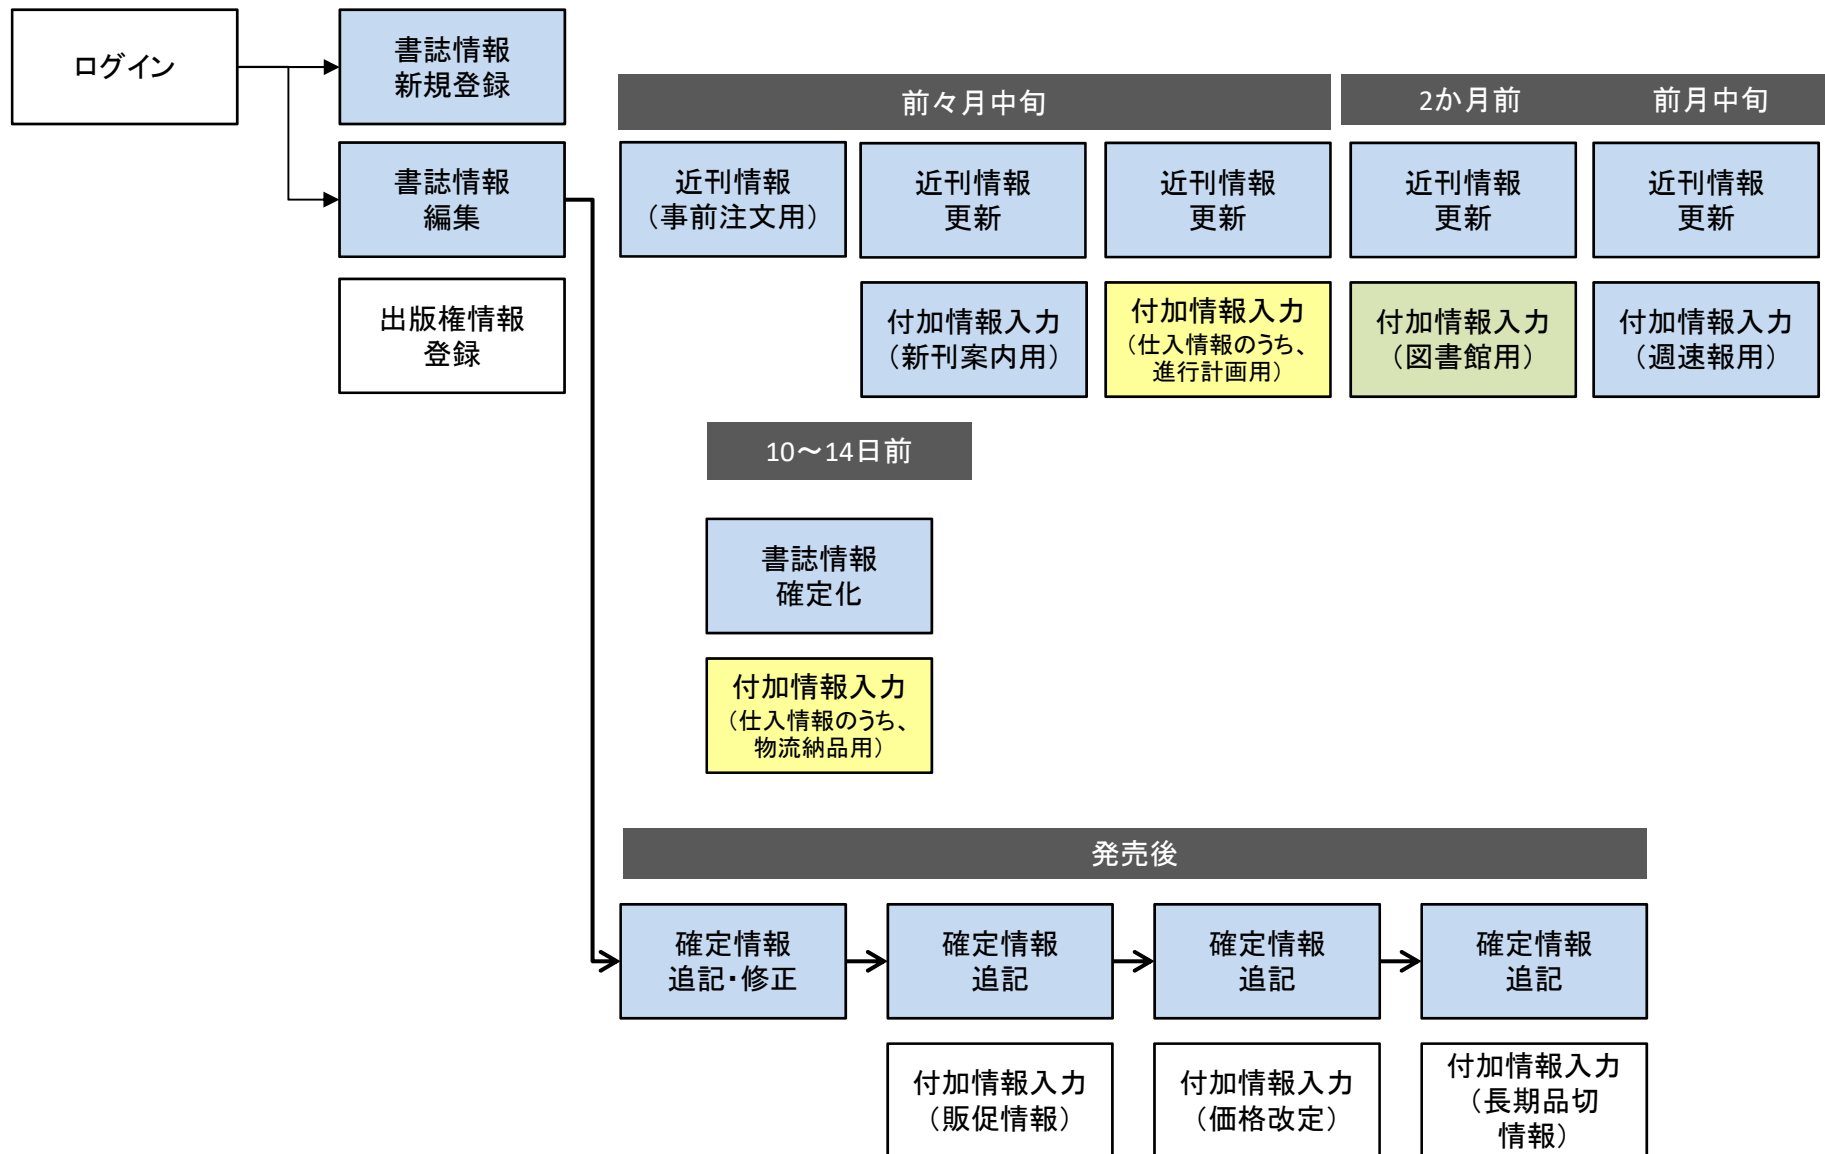 ログイン
書誌情報
新規登録
前々月中旬
2か月前
前月中旬
書誌情報
編集
近刊情報
（事前注文用）
近刊情報
更新
近刊情報
更新
近刊情報
更新
近刊情報
更新
出版権情報
登録
付加情報入力
（新刊案内用）
付加情報入力
（仕入情報のうち、
進行計画用）
付加情報入力
（図書館用）
付加情報入力
（週速報用）
10～14日前
書誌情報
確定化
付加情報入力
（仕入情報のうち、
物流納品用）
発売後
確定情報
追記・修正
確定情報
追記
確定情報
追記
確定情報
追記
付加情報入力
（販促情報）
付加情報入力
（価格改定）
付加情報入力
（長期品切
情報）